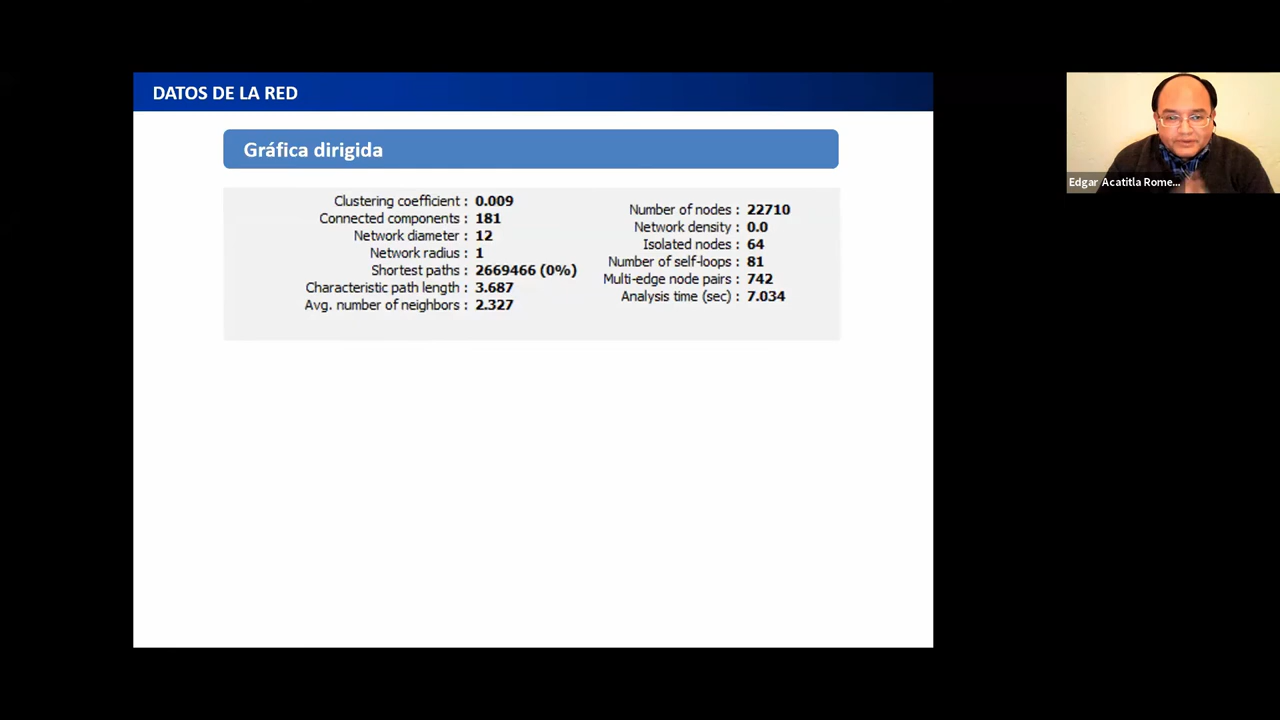 DATOS DE LA RED
Gráfica dirigida
Clustering coefficient : 0.009
Connected components : 181
Network diameter : 12
Network radius : 1
Shortest paths : 2669466 (0%)
Characteristic path length : 3.687
Avg. number of neighbors : 2.327
Number of nodes : 22710
Network density : 0.0
Isolated nodes : 64
Number of self-loops : 81
Multi-edge node pairs : 742
Analysis time (sec) : 7.034
Edgar Acatitla Rome...